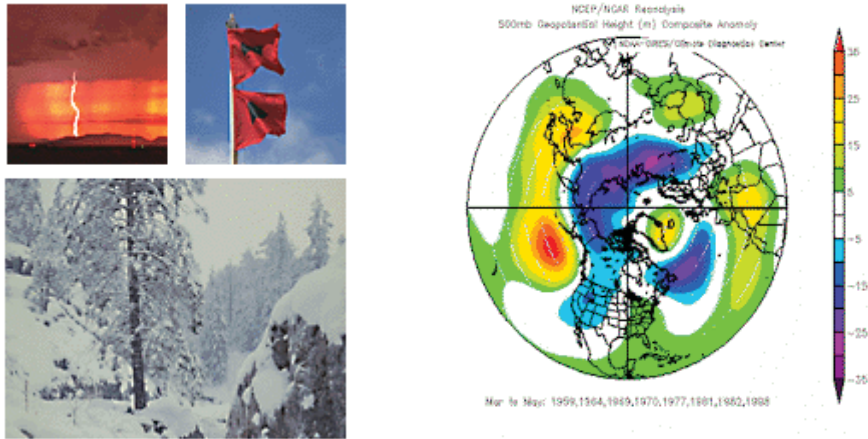 NCEP/NCAR Reanalysis
500mb Geopotential Height (m) Composite Anomaly
NOAA-CIRES/Climate Diagnostics Center
35
25
15
5
-5
-15
-25
-35
Mar to May: 1959,1964,1969,1970,1977,1981,1982,1988